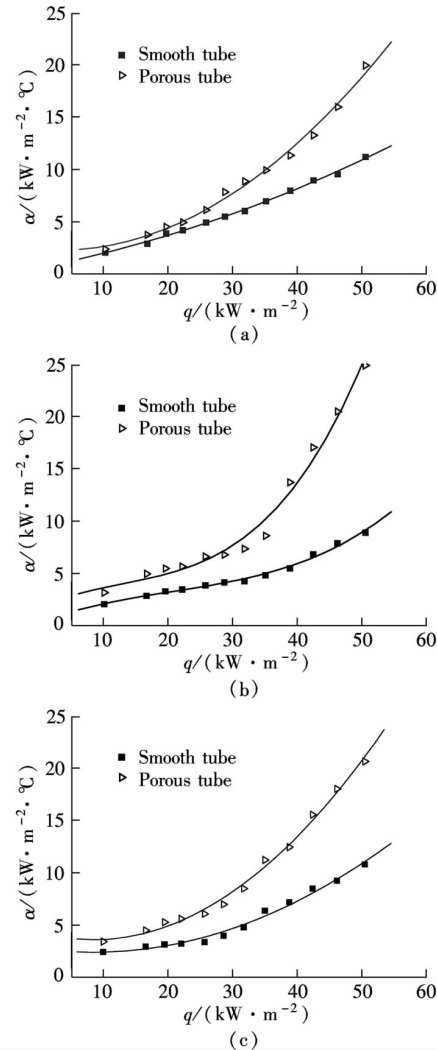 25
20
15
10
5
0
α/(kW·m⁻²·℃)
■ Smooth tube
▷ Porous tube
10 20 30 40 50 60
q/(kW·m⁻²)
(a)
25
20
15
10
5
0
α/(kW·m⁻²·℃)
■ Smooth tube
▷ Porous tube
10 20 30 40 50 60
q/(kW·m⁻²)
(b)
25
20
15
10
5
0
α/(kW·m⁻²·℃)
■ Smooth tube
▷ Porous tube
10 20 30 40 50 60
q/(kW·m⁻²)
(c)